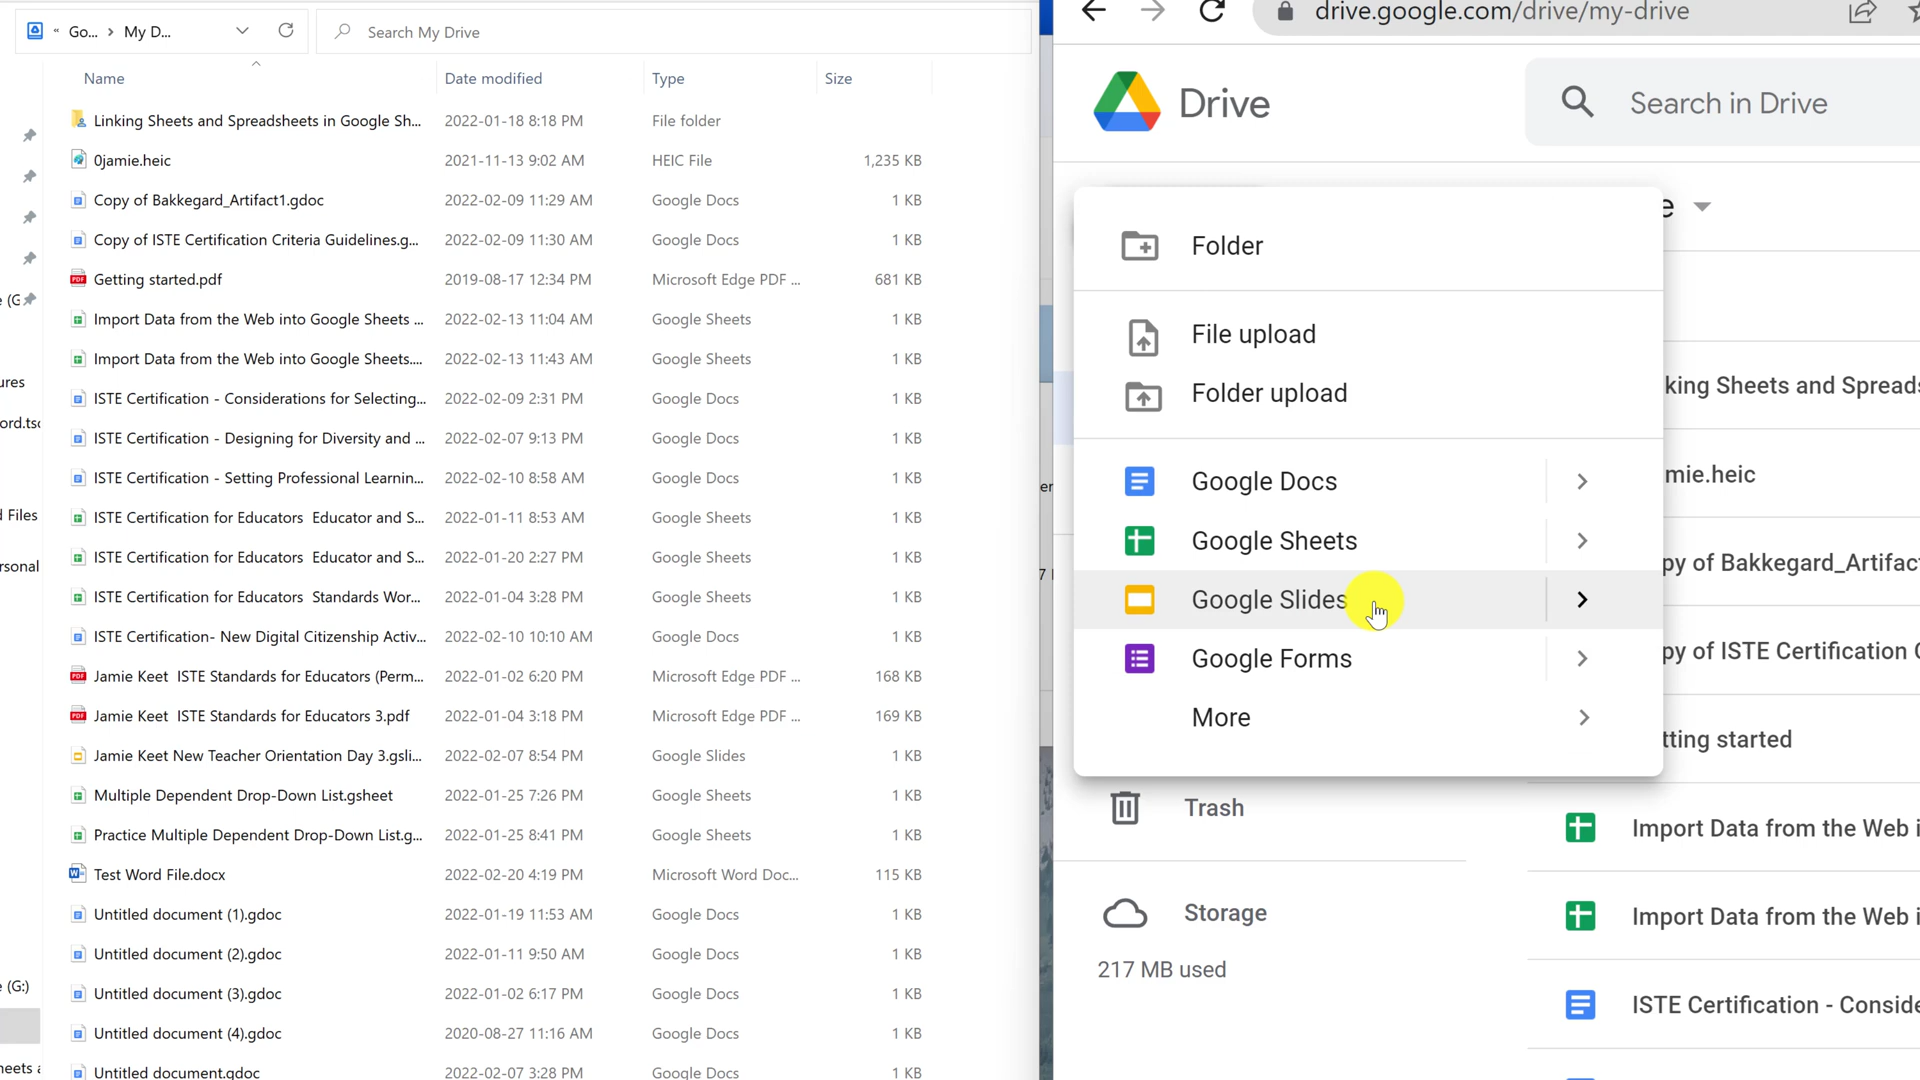 Go... My D...
Search My Drive
Name Date modified Type Size
Linking Sheets and Spreadsheets in Google Sh... 2022-01-18 8:18 PM File folder
0jamie.heic 2021-11-13 9:02 AM HEIC File 1,235 KB
Copy of Bakkegard_Artifact1.gdoc 2022-02-09 11:29 AM Google Docs 1 KB
Copy of ISTE Certification Criteria Guidelines.g... 2022-02-09 11:30 AM Google Docs 1 KB
Getting started.pdf 2019-08-17 12:34 PM Microsoft Edge PDF ... 681 KB
Import Data from the Web into Google Sheets ... 2022-02-13 11:04 AM Google Sheets 1 KB
Import Data from the Web into Google Sheets.... 2022-02-13 11:43 AM Google Sheets 1 KB
ISTE Certification - Considerations for Selecting... 2022-02-09 2:31 PM Google Docs 1 KB
ISTE Certification - Designing for Diversity and ... 2022-02-07 9:13 PM Google Docs 1 KB
ISTE Certification - Setting Professional Learnin... 2022-02-10 8:58 AM Google Docs 1 KB
ISTE Certification for Educators Educator and S... 2022-01-11 8:53 AM Google Sheets 1 KB
ISTE Certification for Educators Educator and S... 2022-01-20 2:27 PM Google Sheets 1 KB
ISTE Certification for Educators Standards Wor... 2022-01-04 3:28 PM Google Sheets 1 KB
ISTE Certification- New Digital Citizenship Activ... 2022-02-10 10:10 AM Google Docs 1 KB
Jamie Keet ISTE Standards for Educators (Perm... 2022-01-02 6:20 PM Microsoft Edge PDF ... 168 KB
Jamie Keet ISTE Standards for Educators 3.pdf 2022-01-04 3:18 PM Microsoft Edge PDF ... 169 KB
Jamie Keet New Teacher Orientation Day 3.gsli... 2022-02-07 8:54 PM Google Slides 1 KB
Multiple Dependent Drop-Down List.gsheet 2022-01-25 7:26 PM Google Sheets 1 KB
Practice Multiple Dependent Drop-Down List.g... 2022-01-25 8:41 PM Google Sheets 1 KB
Test Word File.docx 2022-02-20 4:19 PM Microsoft Word Doc... 115 KB
Untitled document (1).gdoc 2022-01-19 11:53 AM Google Docs 1 KB
Untitled document (2).gdoc 2022-01-11 9:50 AM Google Docs 1 KB
Untitled document (3).gdoc 2022-01-02 6:17 PM Google Docs 1 KB
Untitled document (4).gdoc 2020-08-27 11:16 AM Google Docs 1 KB
Untitled document.gdoc 2022-02-07 3:28 PM Google Docs 1 KB
e (G
ures
ord.tsc
d Files
rsonal
e (G:)
heets a
drive.google.com/drive/my-drive
Drive
Search in Drive
e
Folder
File upload
Folder upload
Google Docs
Google Sheets
Google Slides
Google Forms
More
Trash
Storage
217 MB used
er
7
king Sheets and Spreads
mie.heic
py of Bakkegard_Artifac
py of ISTE Certification C
tting started
Import Data from the Web i
Import Data from the Web i
ISTE Certification - Conside